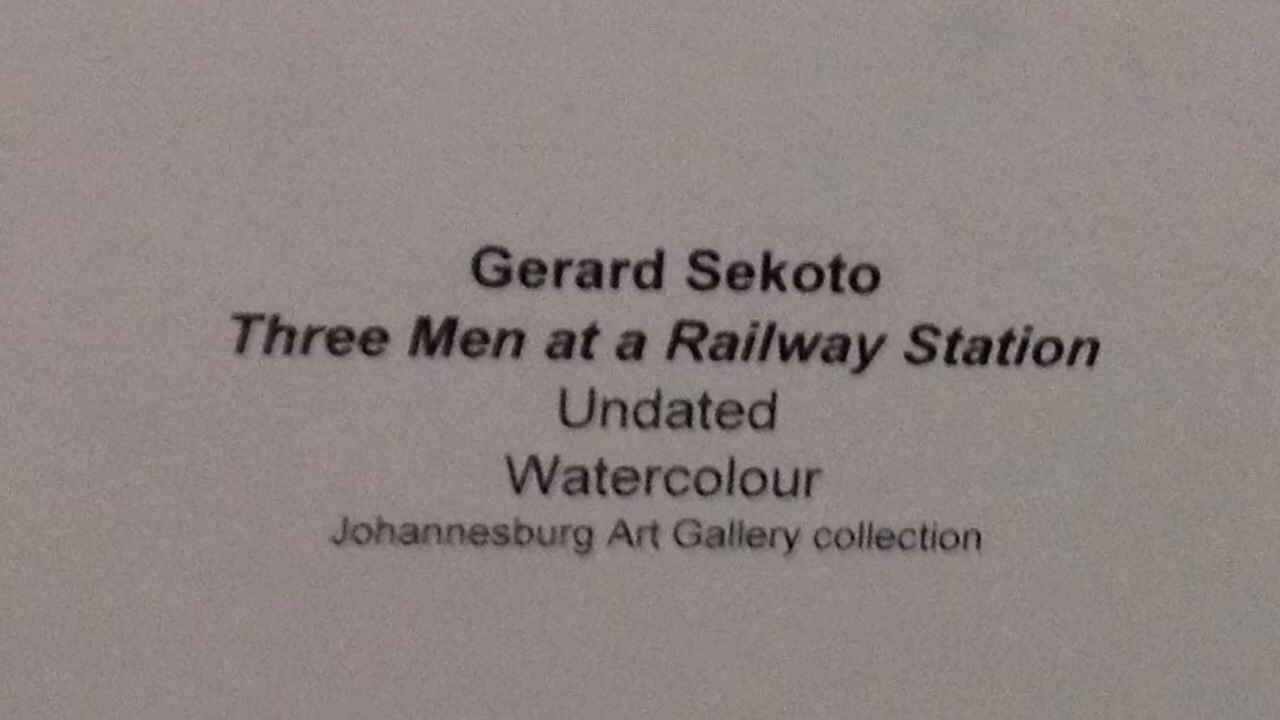 Gerard Sekoto
Three Men at a Railway Station
Undated
Watercolour
Johannesburg Art Gallery collection